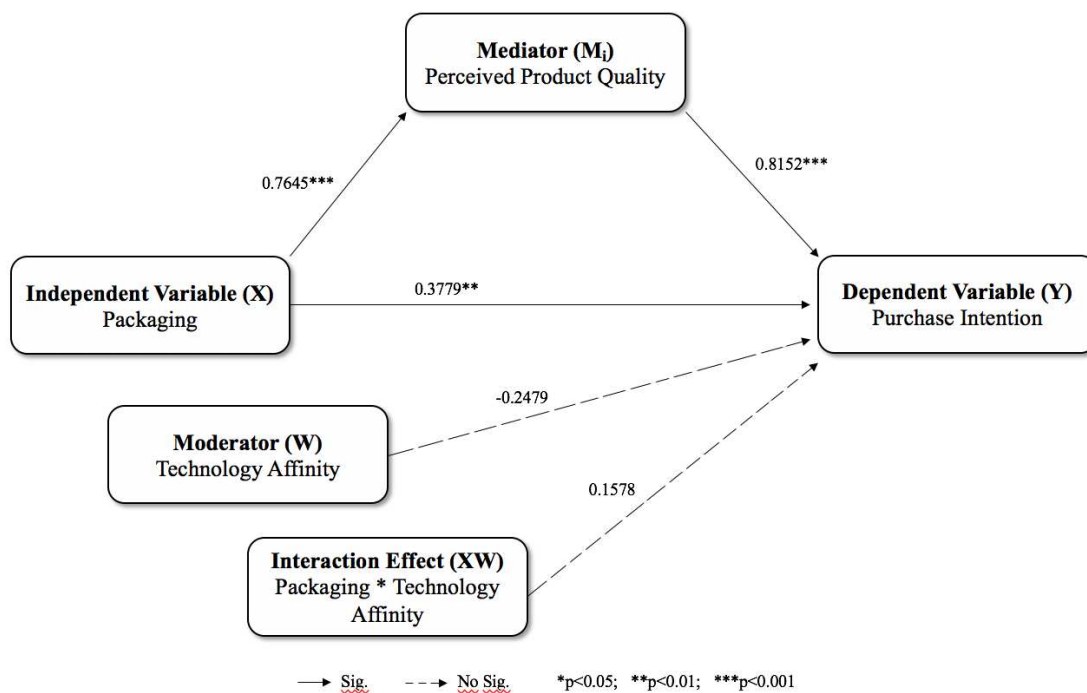 Mediator (Mi)
Perceived Product Quality
0.7645***
0.8152***
Independent Variable (X)
Packaging
0.3779**
Dependent Variable (Y)
Purchase Intention
-0.2479
Moderator (W)
Technology Affinity
0.1578
Interaction Effect (XW)
Packaging * Technology
Affinity
Sig. No Sig. *p<0.05; **p<0.01; ***p<0.001